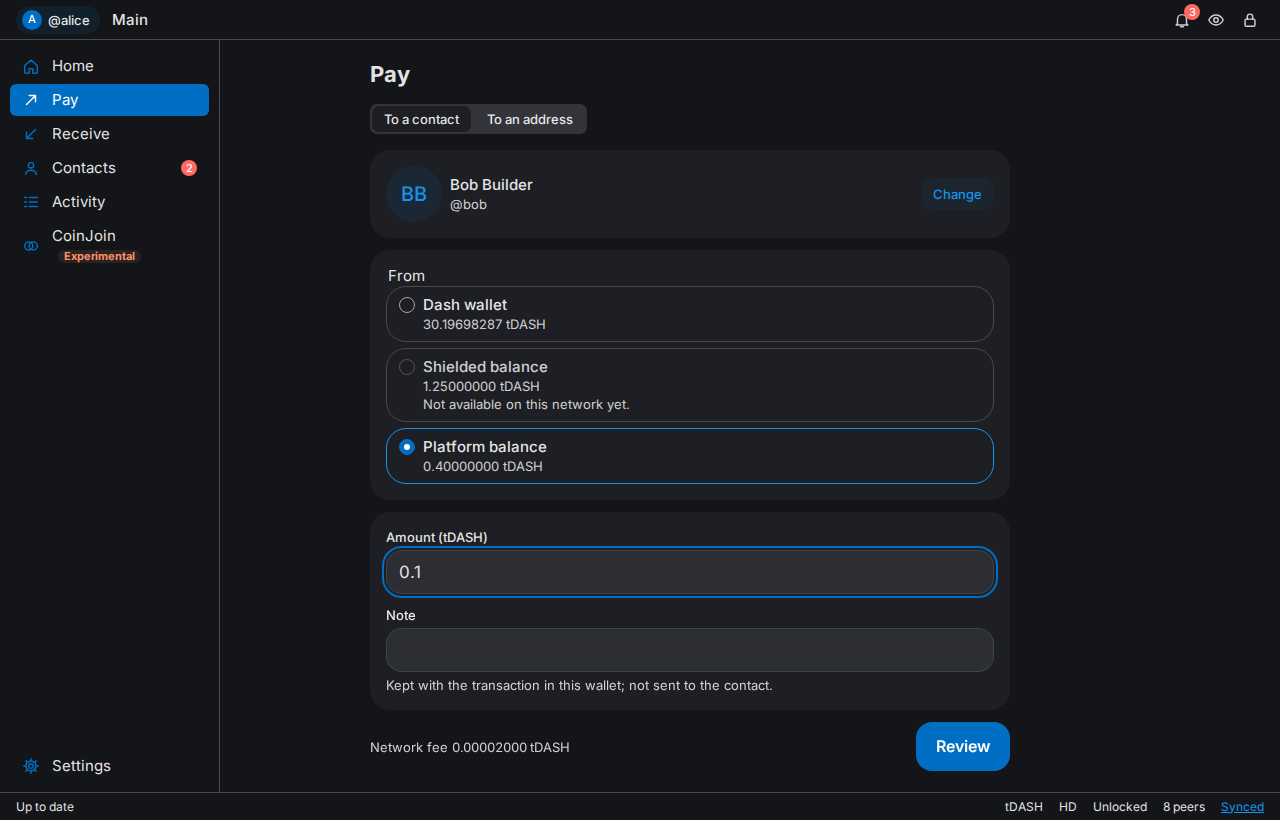 A @alice Main 3
Home
Pay
Receive
Contacts 2
Activity
CoinJoin
Experimental
Settings
Pay
To a contact To an address
BB
Bob Builder
@bob
Change
From
Dash wallet
30.19698287 tDASH
Shielded balance
1.25000000 tDASH
Not available on this network yet.
Platform balance
0.40000000 tDASH
Amount (tDASH)
0.1
Note
Kept with the transaction in this wallet; not sent to the contact.
Network fee 0.00002000 tDASH
Review
Up to date tDASH HD Unlocked 8 peers Synced